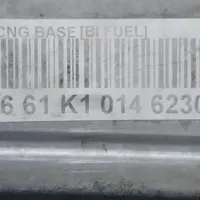 CNG BASE [BI FUEL]
6 61 K1 014 6230